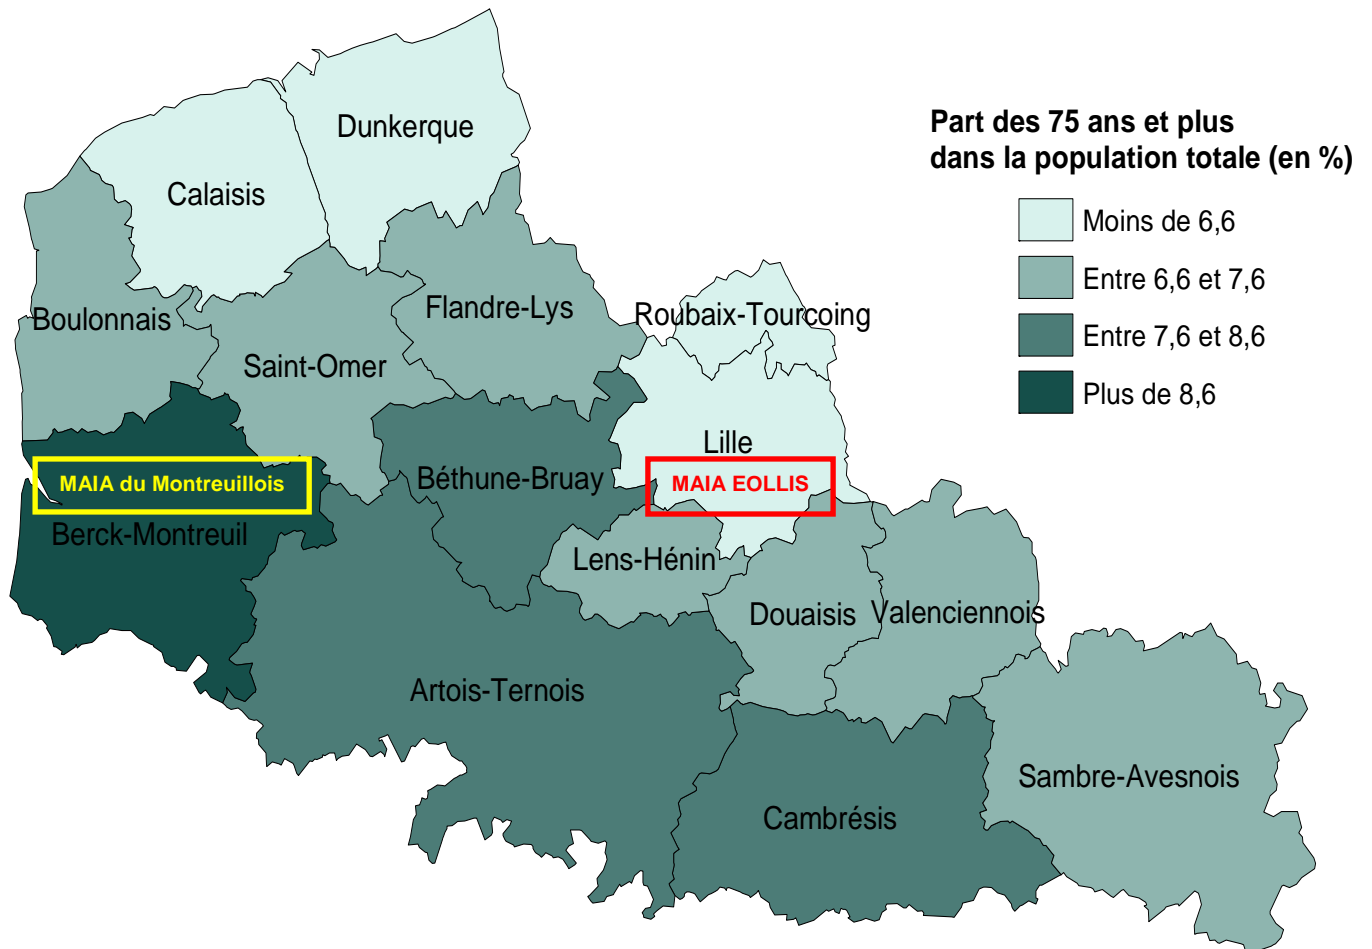 Dunkerque
Calaisis
Part des 75 ans et plus
dans la population totale (en %)
Moins de 6,6
Entre 6,6 et 7,6
Entre 7,6 et 8,6
Plus de 8,6
Boulonnais
Flandre-Lys
Roubaix-Tourcoing
Saint-Omer
Lille
MAIA du Montreuillois
Béthune-Bruay
MAIA EOLLIS
Berck-Montreuil
Lens-Hénin
Douaisis
Valenciennois
Artois-Ternois
Sambre-Avesnois
Cambrésis